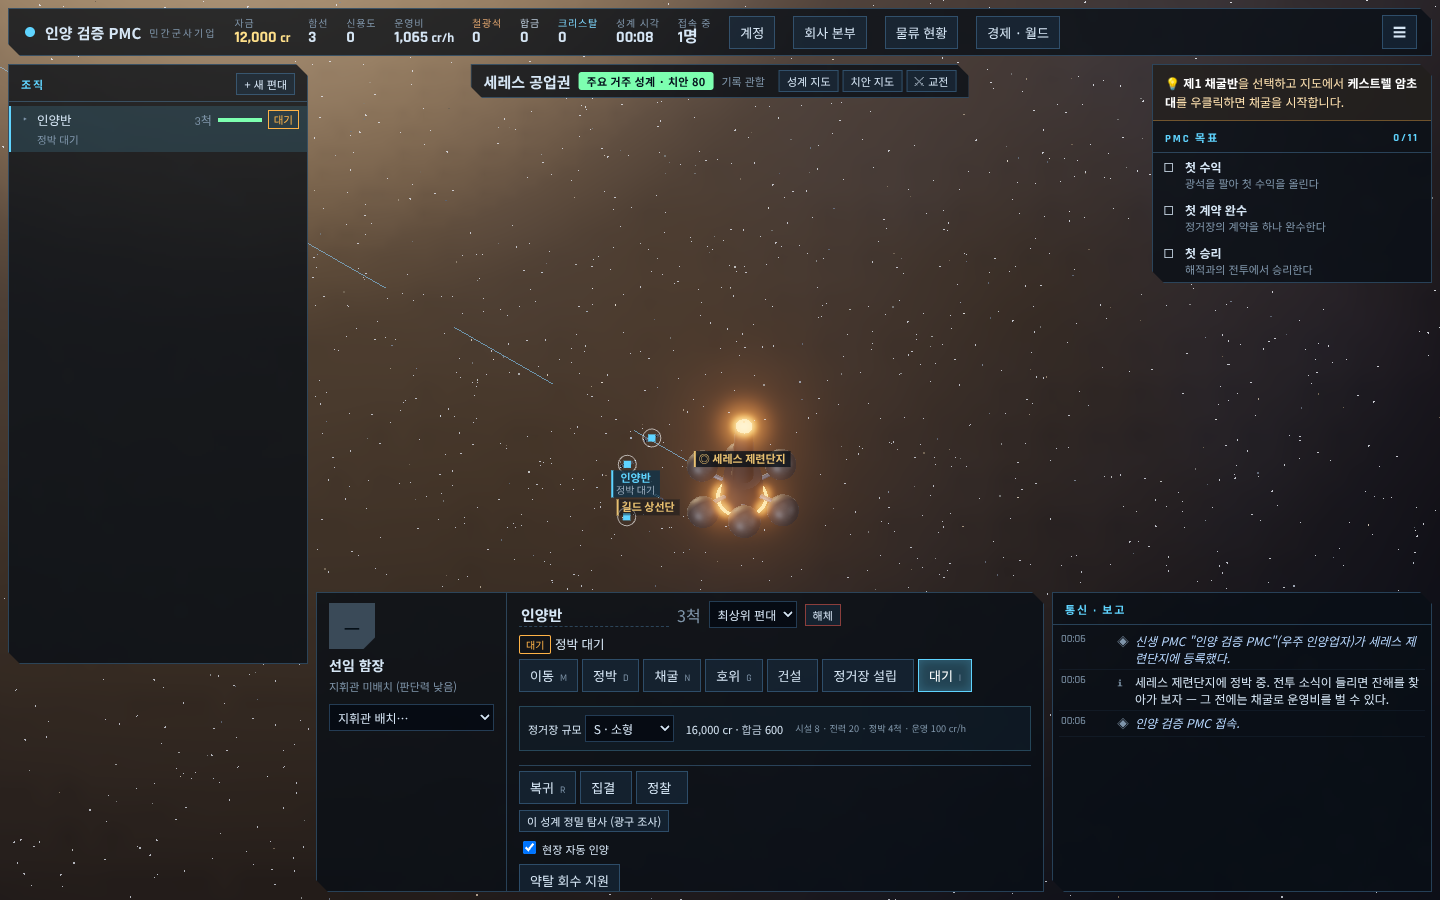 인양 검증 PMC 민간군사기업
자금 12,000 cr
함선 3
신용도 0
운영비 1,065 cr/h
철광석 0
합금 0
크리스탈 0
성계 시각 00:08
접속 중 1명
계정
회사 본부
물류 현황
경제 · 월드
☰
조직
+ 새 편대
인양반 3척 대기
정박 대기
세레스 공업권 주요 거주 성계 · 치안 80 기록 관할 성계 지도 치안 지도 ⚔ 교전
💡 제1 채굴반을 선택하고 지도에서 케스트렐 암초
대를 우클릭하면 채굴을 시작합니다.
PMC 목표 0/11
첫 수익
광석을 팔아 첫 수익을 올린다
첫 계약 완수
정거장의 계약을 하나 완수한다
첫 승리
해적과의 전투에서 승리한다
◎ 세레스 제련단지
인양반
정박 대기
길드 상선단
—
선임 함장
지휘관 미배치 (판단력 낮음)
지휘관 배치…
인양반 3척 최상위 편대 해체
대기 정박 대기
이동 M 정박 D 채굴 N 호위 G 건설 정거장 설립 대기 I
정거장 규모 S · 소형 16,000 cr · 합금 600 시설 8 · 전력 20 · 정박 4척 · 운영 100 cr/h
복귀 R 집결 정찰
이 성계 정밀 탐사 (광구 조사)
현장 자동 인양
약탈 회수 지원
통신 · 보고
00:06 ◈ 신생 PMC "인양 검증 PMC"(우주 인양업자)가 세레스 제
련단지에 등록했다.
00:06 ℹ 세레스 제련단지에 정박 중. 전투 소식이 들리면 잔해를 찾
아가 보자 — 그 전에는 채굴로 운영비를 벌 수 있다.
00:06 ◈ 인양 검증 PMC 접속.